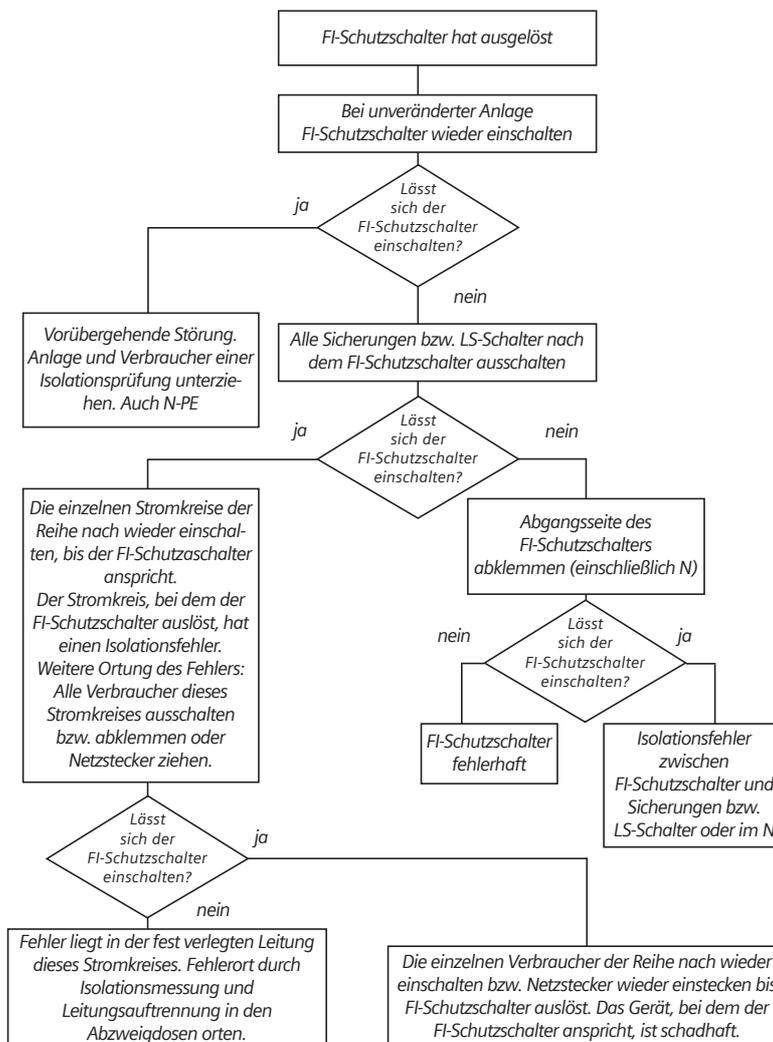 FI-Schutzschalter hat ausgelöst
Bei unveränderter Anlage
FI-Schutzschalter wieder einschalten
Lässt
sich der
FI-Schutzschalter
einschalten?
ja
nein
Vorübergehende Störung.
Anlage und Verbraucher einer
Isolationsprüfung unterzie-
hen. Auch N-PE
Alle Sicherungen bzw. LS-Schalter nach
dem FI-Schutzschalter ausschalten
Lässt
sich der
FI-Schutzschalter
einschalten?
ja
nein
Die einzelnen Stromkreise der
Reihe nach wieder einschal-
ten, bis der FI-Schutzaschalter
anspricht.
Der Stromkreis, bei dem der
FI-Schutzschalter auslöst, hat
einen Isolationsfehler.
Weitere Ortung des Fehlers:
Alle Verbraucher dieses
Stromkreises ausschalten
bzw. abklemmen oder
Netzstecker ziehen.
Abgangsseite des
FI-Schutzschalters
abklemmen (einschließlich N)
Lässt
sich der
FI-Schutzschalter
einschalten?
nein
ja
FI-Schutzschalter
fehlerhaft
Isolationsfehler
zwischen
FI-Schutzschalter und
Sicherungen bzw.
LS-Schalter oder im N
Lässt
sich der
FI-Schutzschalter
einschalten?
ja
nein
Fehler liegt in der fest verlegten Leitung
dieses Stromkreises. Fehlerort durch
Isolationsmessung und
Leitungsauftrennung in den
Abzweigdosen orten.
Die einzelnen Verbraucher der Reihe nach wieder
einschalten bzw. Netzstecker wieder einstecken bis
FI-Schutzschalter auslöst. Das Gerät, bei dem der
FI-Schutzschalter anspricht, ist schadhaft.